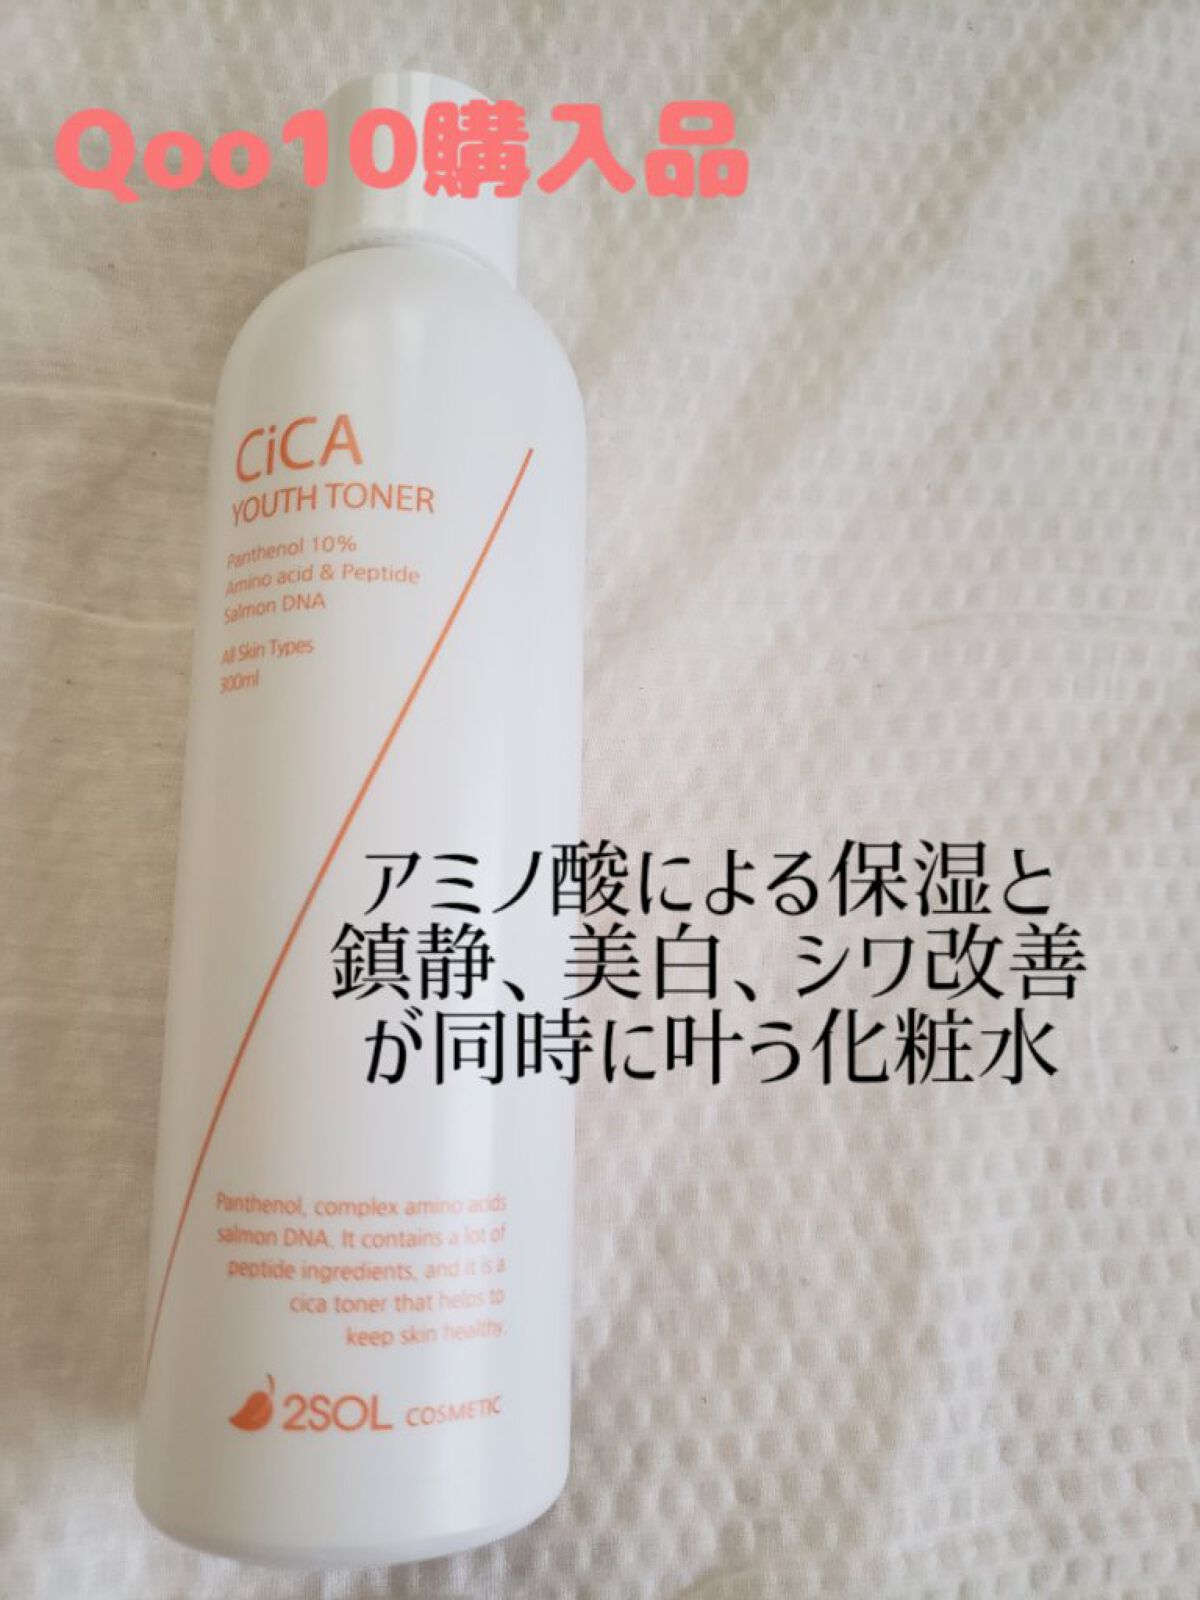 Qoo10購入品
CiCA
YOUTH TONER
Panthenol 10%
Amino acid & Peptide
Salmon DNA
All Skin Types
300ml
アミノ酸による保湿と
鎮静、美白、シワ改善
が同時に叶う化粧水
Panthenol, complex amino acids
salmon DNA. It contains a lot of
peptide ingredients, and it is a
cica toner that helps to
keep skin healthy.
2SOL COSMETIC